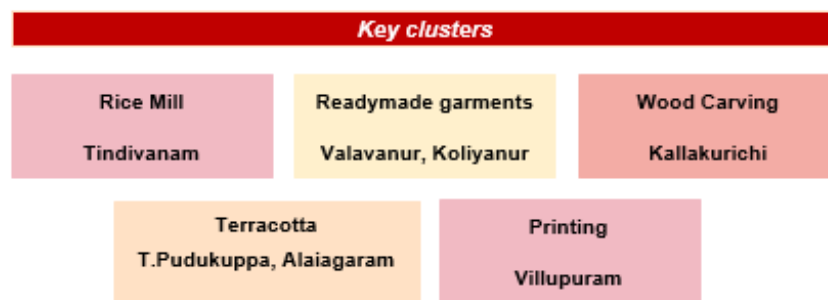 Key clusters
Rice Mill
Tindivanam
Readymade garments
Valavanur, Koliyanur
Wood Carving
Kallakurichi
Terracotta
T.Pudukuppa, Alaiagaram
Printing
Villupuram